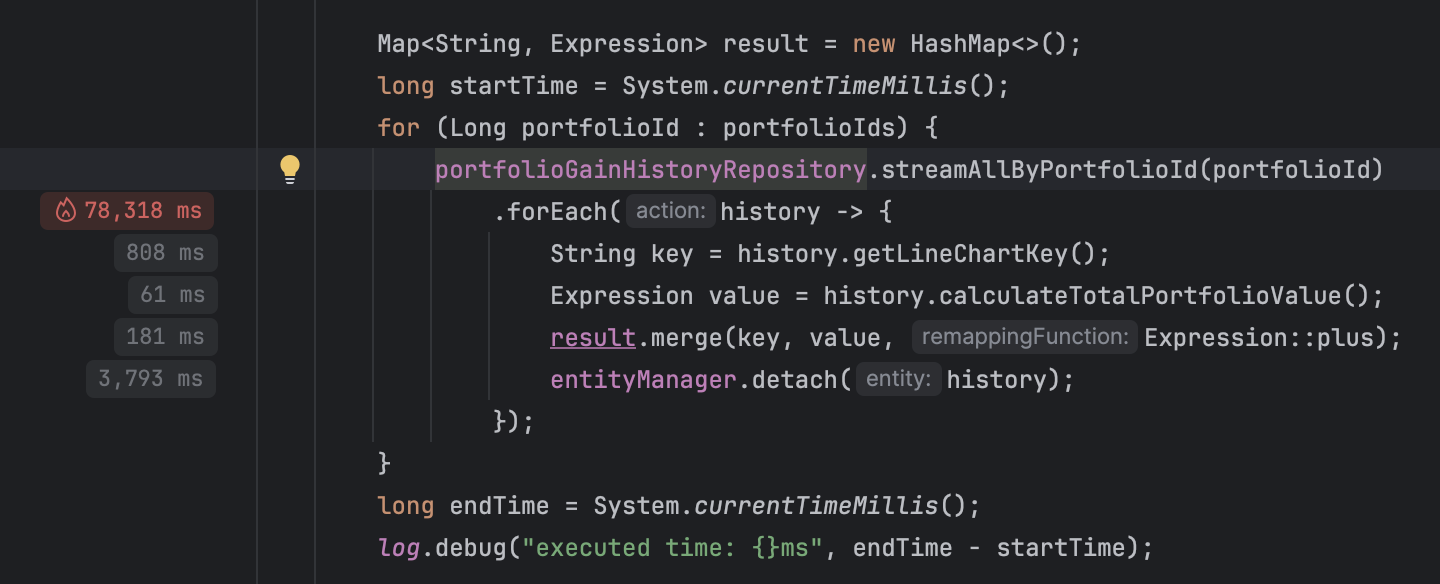 Map<String, Expression> result = new HashMap<>();
long startTime = System.currentTimeMillis();
for (Long portfolioId : portfolioIds) {
portfolioGainHistoryRepository.streamAllByPortfolioId(portfolioId)
78,318 ms .forEach( action: history -> {
808 ms String key = history.getLineChartKey();
61 ms Expression value = history.calculateTotalPortfolioValue();
181 ms result.merge(key, value, remappingFunction: Expression::plus);
3,793 ms entityManager.detach( entity: history);
});
}
long endTime = System.currentTimeMillis();
log.debug("executed time: {}ms", endTime - startTime);